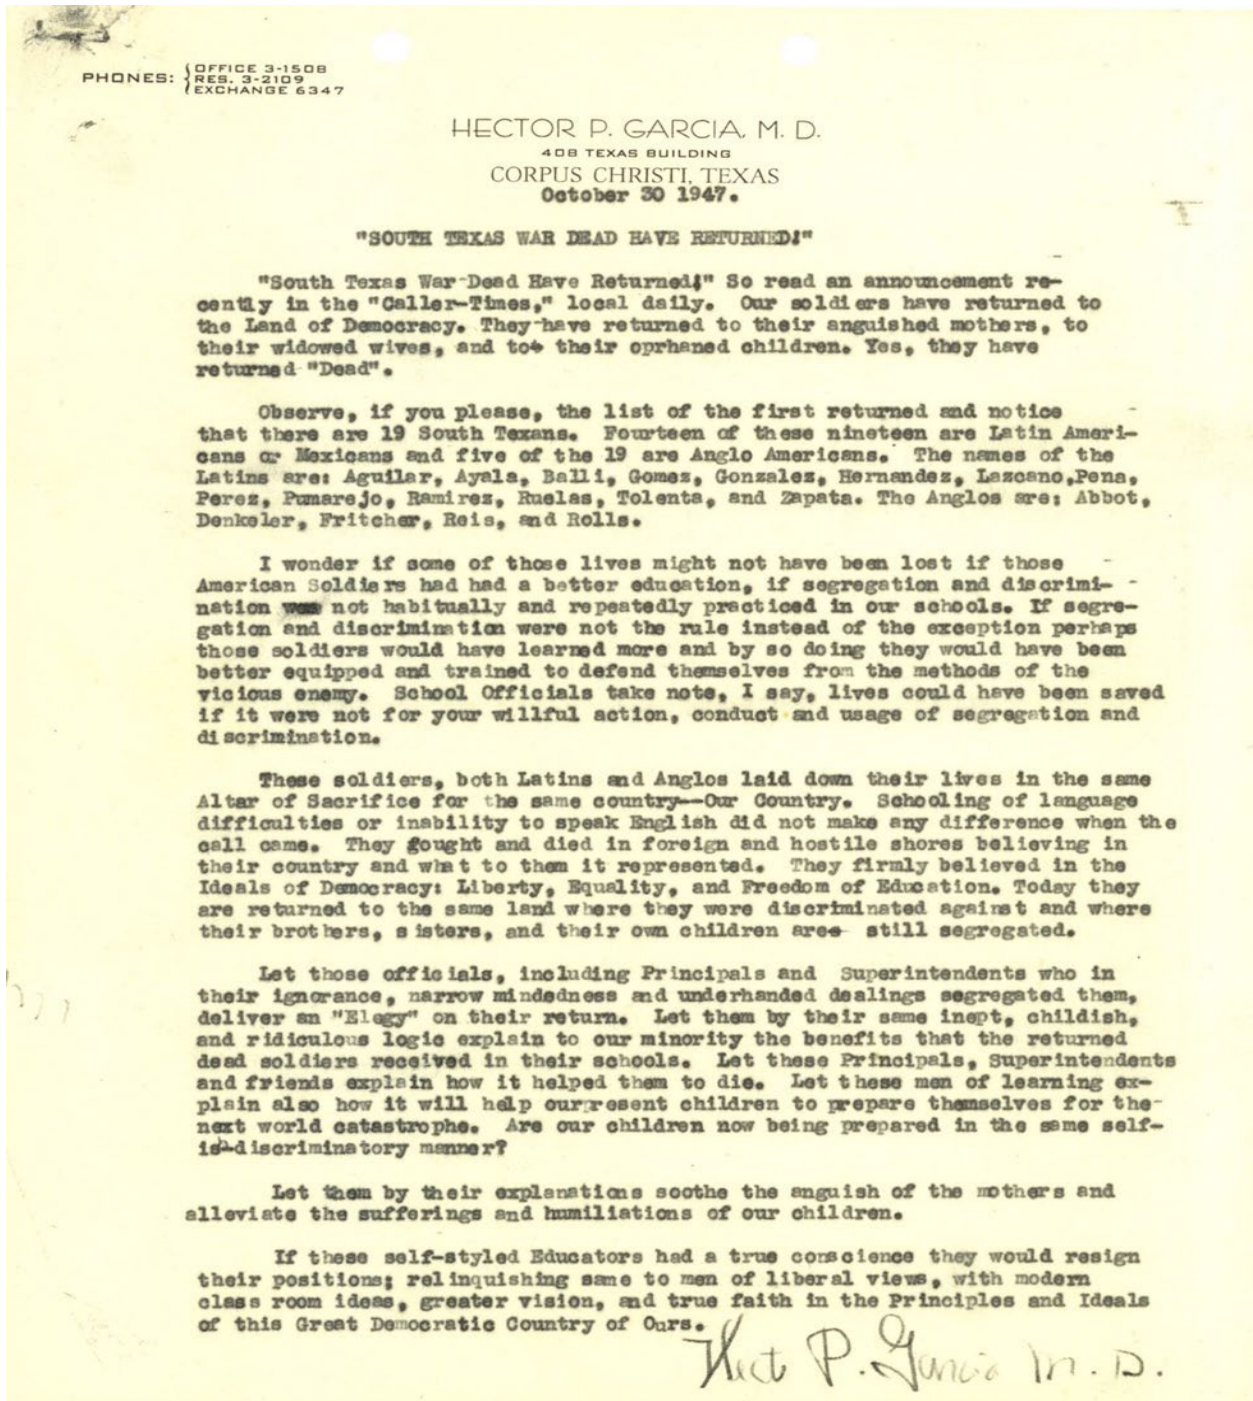 PHONES: { OFFICE 3-1508
RES. 3-2109
EXCHANGE 6347
HECTOR P. GARCIA, M. D.
408 TEXAS BUILDING
CORPUS CHRISTI, TEXAS
October 30 1947.
"SOUTH TEXAS WAR DEAD HAVE RETURNED!"
"South Texas War-Dead Have Returned!" So read an announcement re-
cently in the "Caller-Times," local daily. Our soldiers have returned to
the Land of Democracy. They have returned to their anguished mothers, to
their widowed wives, and to their oprhaned children. Yes, they have
returned "Dead".
Observe, if you please, the list of the first returned and notice
that there are 19 South Texans. Fourteen of these nineteen are Latin Ameri-
cans or Mexicans and five of the 19 are Anglo Americans. The names of the
Latins are: Aguilar, Ayala, Balli, Gomez, Gonzalez, Hernandez, Lazcano,Pena,
Perez, Pumarejo, Ramirez, Ruelas, Tolenta, and Zapata. The Anglos are: Abbot,
Denkeler, Fritcher, Reis, and Rolls.
I wonder if some of those lives might not have been lost if those
American Soldiers had had a better education, if segregation and discrimi-
nation was not habitually and repeatedly practiced in our schools. If segre-
gation and discrimination were not the rule instead of the exception perhaps
those soldiers would have learned more and by so doing they would have been
better equipped and trained to defend themselves from the methods of the
vicious enemy. School Officials take note, I say, lives could have been saved
if it were not for your willful action, conduct and usage of segregation and
discrimination.
These soldiers, both Latins and Anglos laid down their lives in the same
Altar of Sacrifice for the same country--Our Country. Schooling of language
difficulties or inability to speak English did not make any difference when the
call came. They fought and died in foreign and hostile shores believing in
their country and what to them it represented. They firmly believed in the
Ideals of Democracy: Liberty, Equality, and Freedom of Education. Today they
are returned to the same land where they were discriminated against and where
their brothers, sisters, and their own children are still segregated.
Let those officials, including Principals and Superintendents who in
their ignorance, narrow mindedness and underhanded dealings segregated them,
deliver an "Elegy" on their return. Let them by their same inept, childish,
and ridiculous logic explain to our minority the benefits that the returned
dead soldiers received in their schools. Let these Principals, Superintendents
and friends explain how it helped them to die. Let these men of learning ex-
plain also how it will help our present children to prepare themselves for the
next world catastrophe. Are our children now being prepared in the same self-
ish discriminatory manner?
Let them by their explanations soothe the anguish of the mothers and
alleviate the sufferings and humiliations of our children.
If these self-styled Educators had a true conscience they would resign
their positions; relinquishing same to men of liberal views, with modern
class room ideas, greater vision, and true faith in the Principles and Ideals
of this Great Democratic Country of Ours.
Hect P. Garcia M. D.